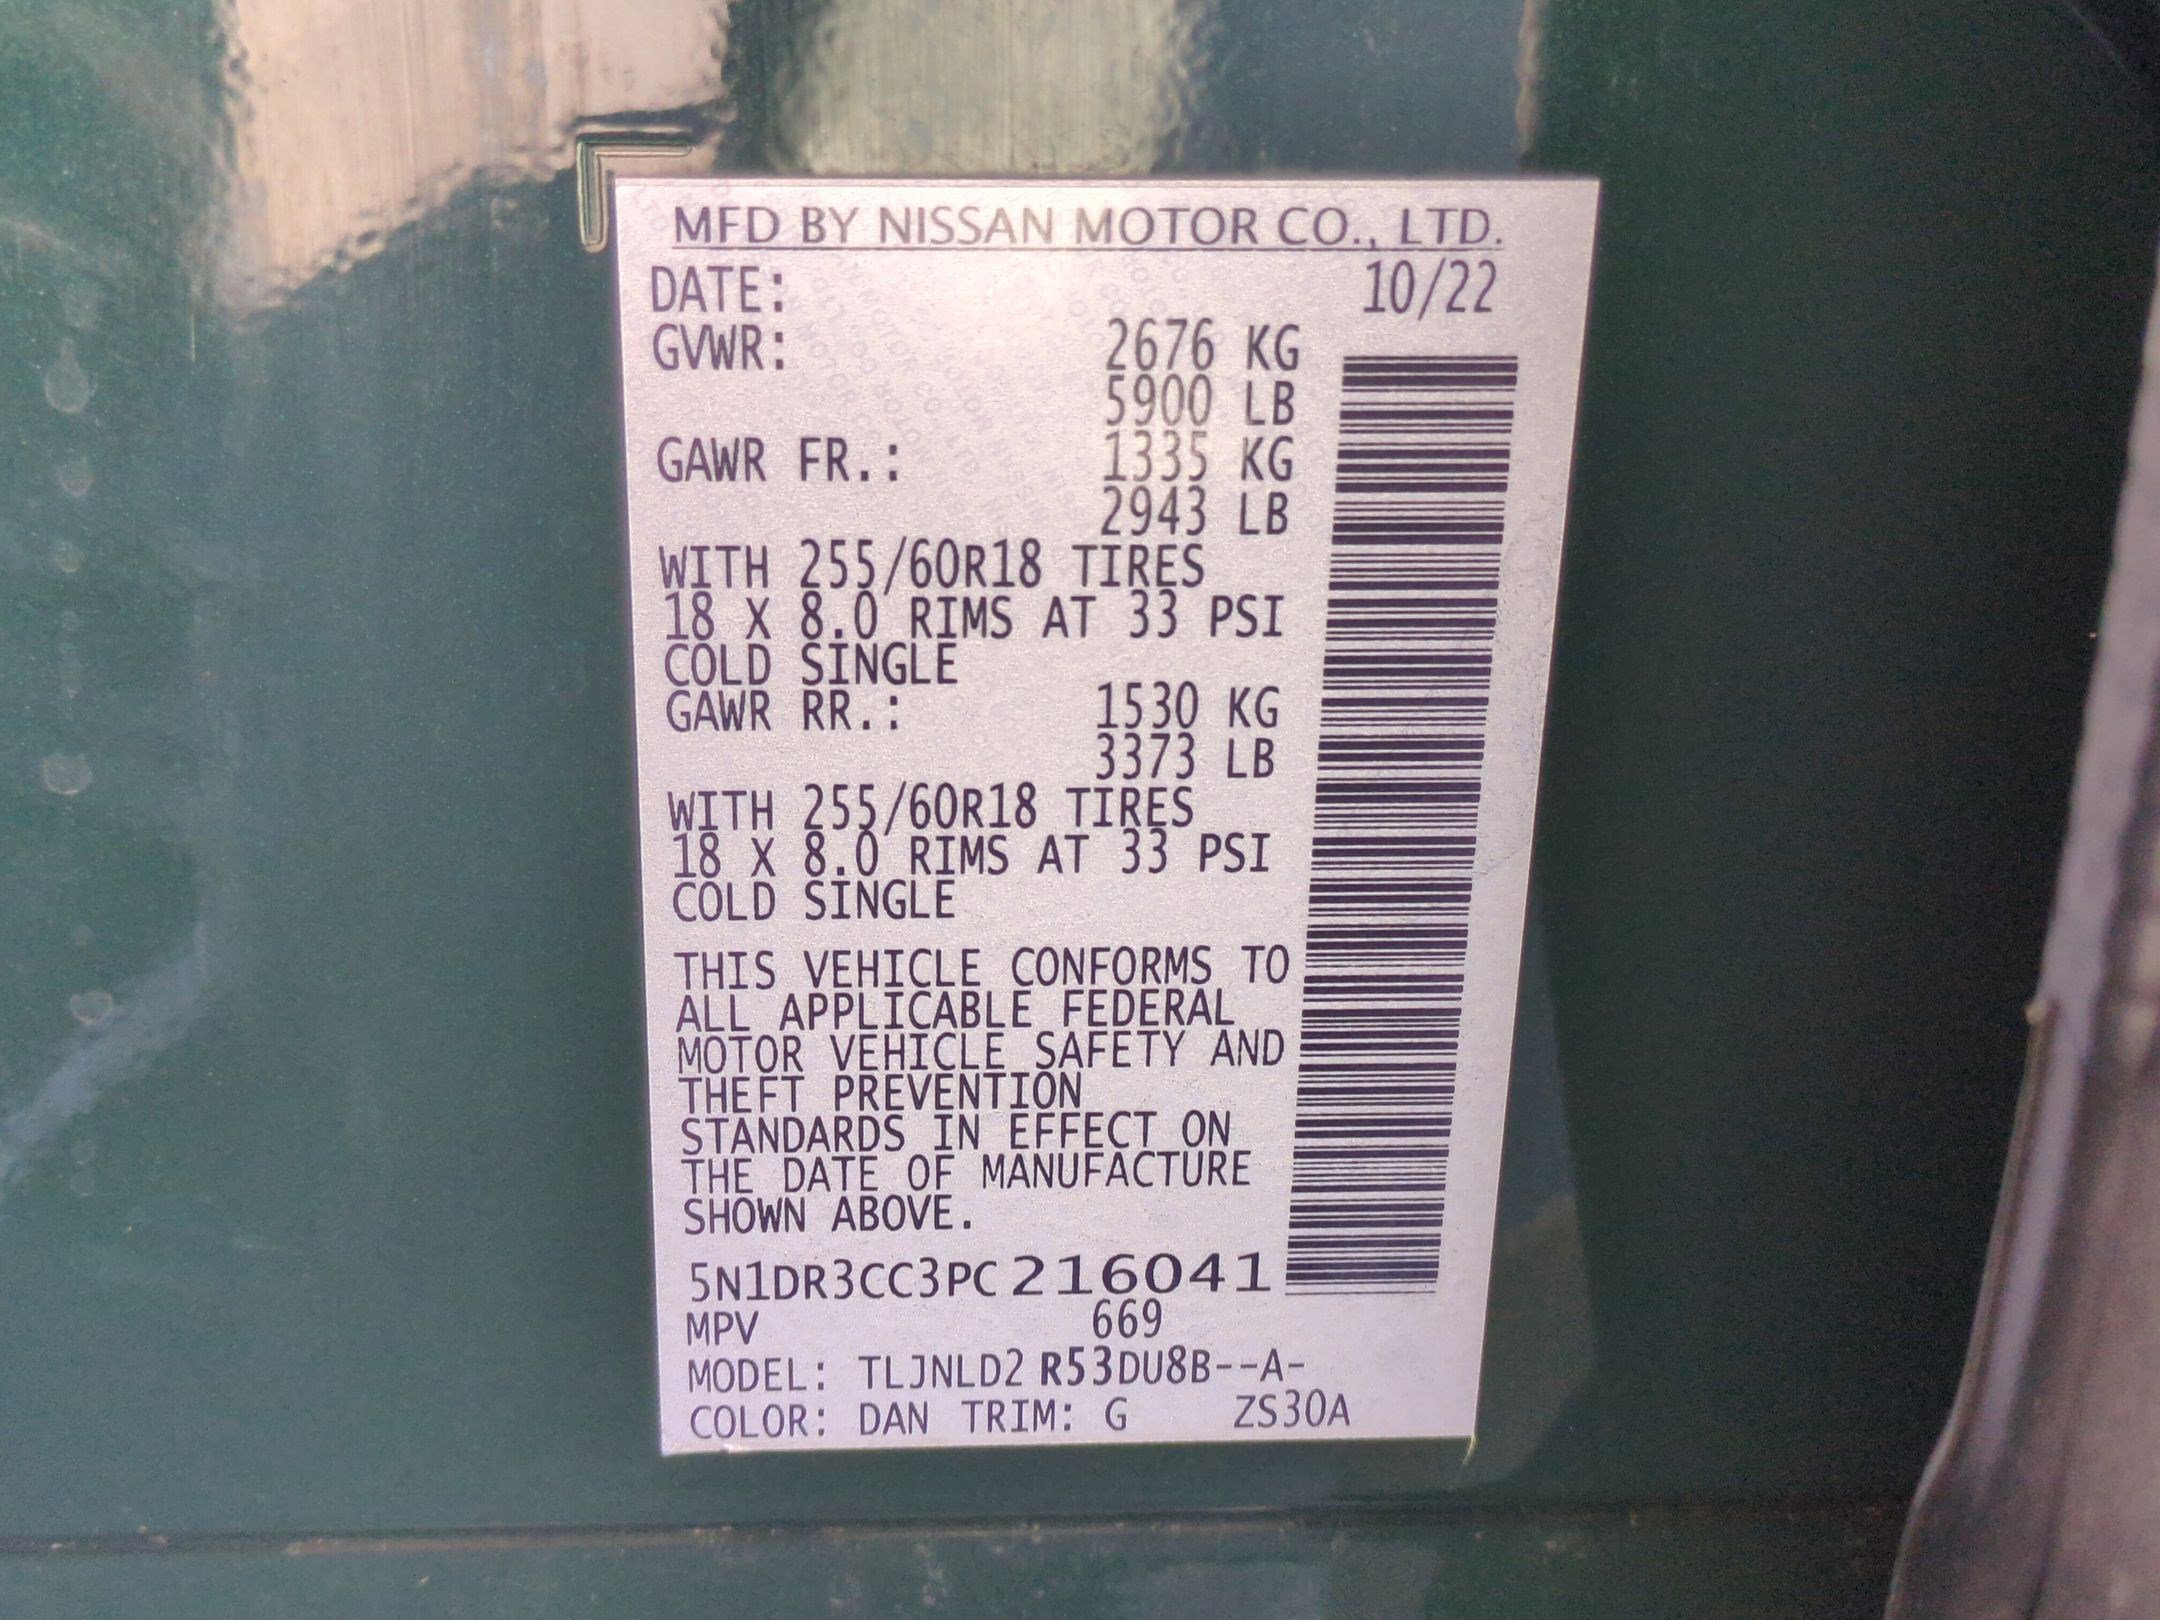 MFD BY NISSAN MOTOR CO., LTD.
DATE: 10/22
GVWR: 2676 KG
5900 LB
GAWR FR.: 1335 KG
2943 LB
WITH 255/60R18 TIRES
18 X 8.0 RIMS AT 33 PSI
COLD SINGLE
GAWR RR.: 1530 KG
3373 LB
WITH 255/60R18 TIRES
18 X 8.0 RIMS AT 33 PSI
COLD SINGLE
THIS VEHICLE CONFORMS TO
ALL APPLICABLE FEDERAL
MOTOR VEHICLE SAFETY AND
THEFT PREVENTION
STANDARDS IN EFFECT ON
THE DATE OF MANUFACTURE
SHOWN ABOVE.
5N1DR3CC3PC216041
MPV 669
MODEL: TLJNLD2 R53DU8B--A-
COLOR: DAN TRIM: G ZS30A